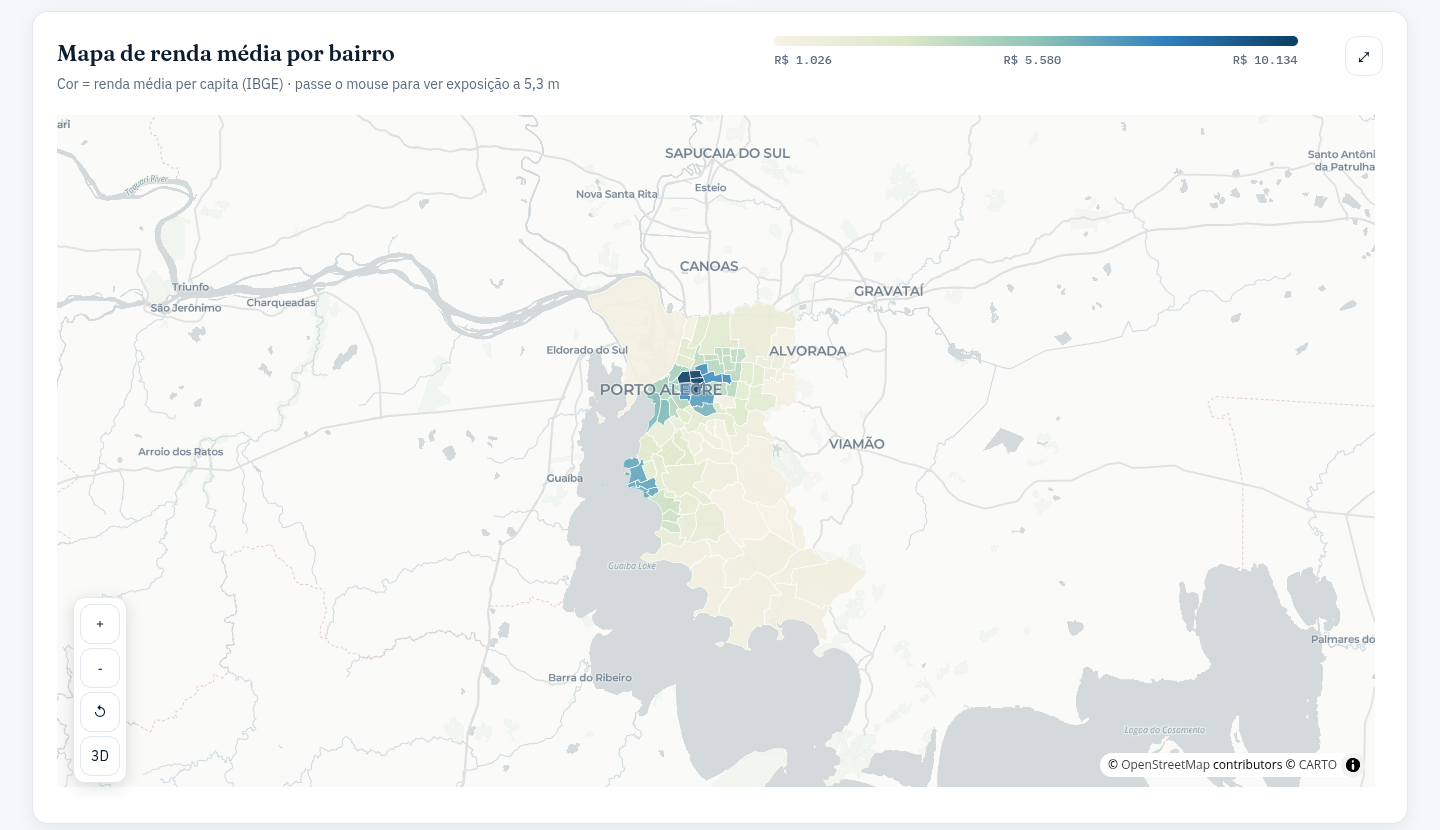 Mapa de renda média por bairro
Cor = renda média per capita (IBGE) · passe o mouse para ver exposição a 5,3 m
R$ 1.026
R$ 5.580
R$ 10.134
ari
SAPUCAIA DO SUL
Santo Antôni
da Patrulha
Taquari River
Nova Santa Rita
Esteio
CANOAS
Triunfo
GRAVATAÍ
São Jerônimo
Charqueadas
Eldorado do Sul
ALVORADA
PORTO ALEGRE
VIAMÃO
Arroio dos Ratos
Guaíba
Guaíba Lake
+
-
3D
Palmares do
Barra do Ribeiro
Lagoa do Casamento
© OpenStreetMap contributors © CARTO